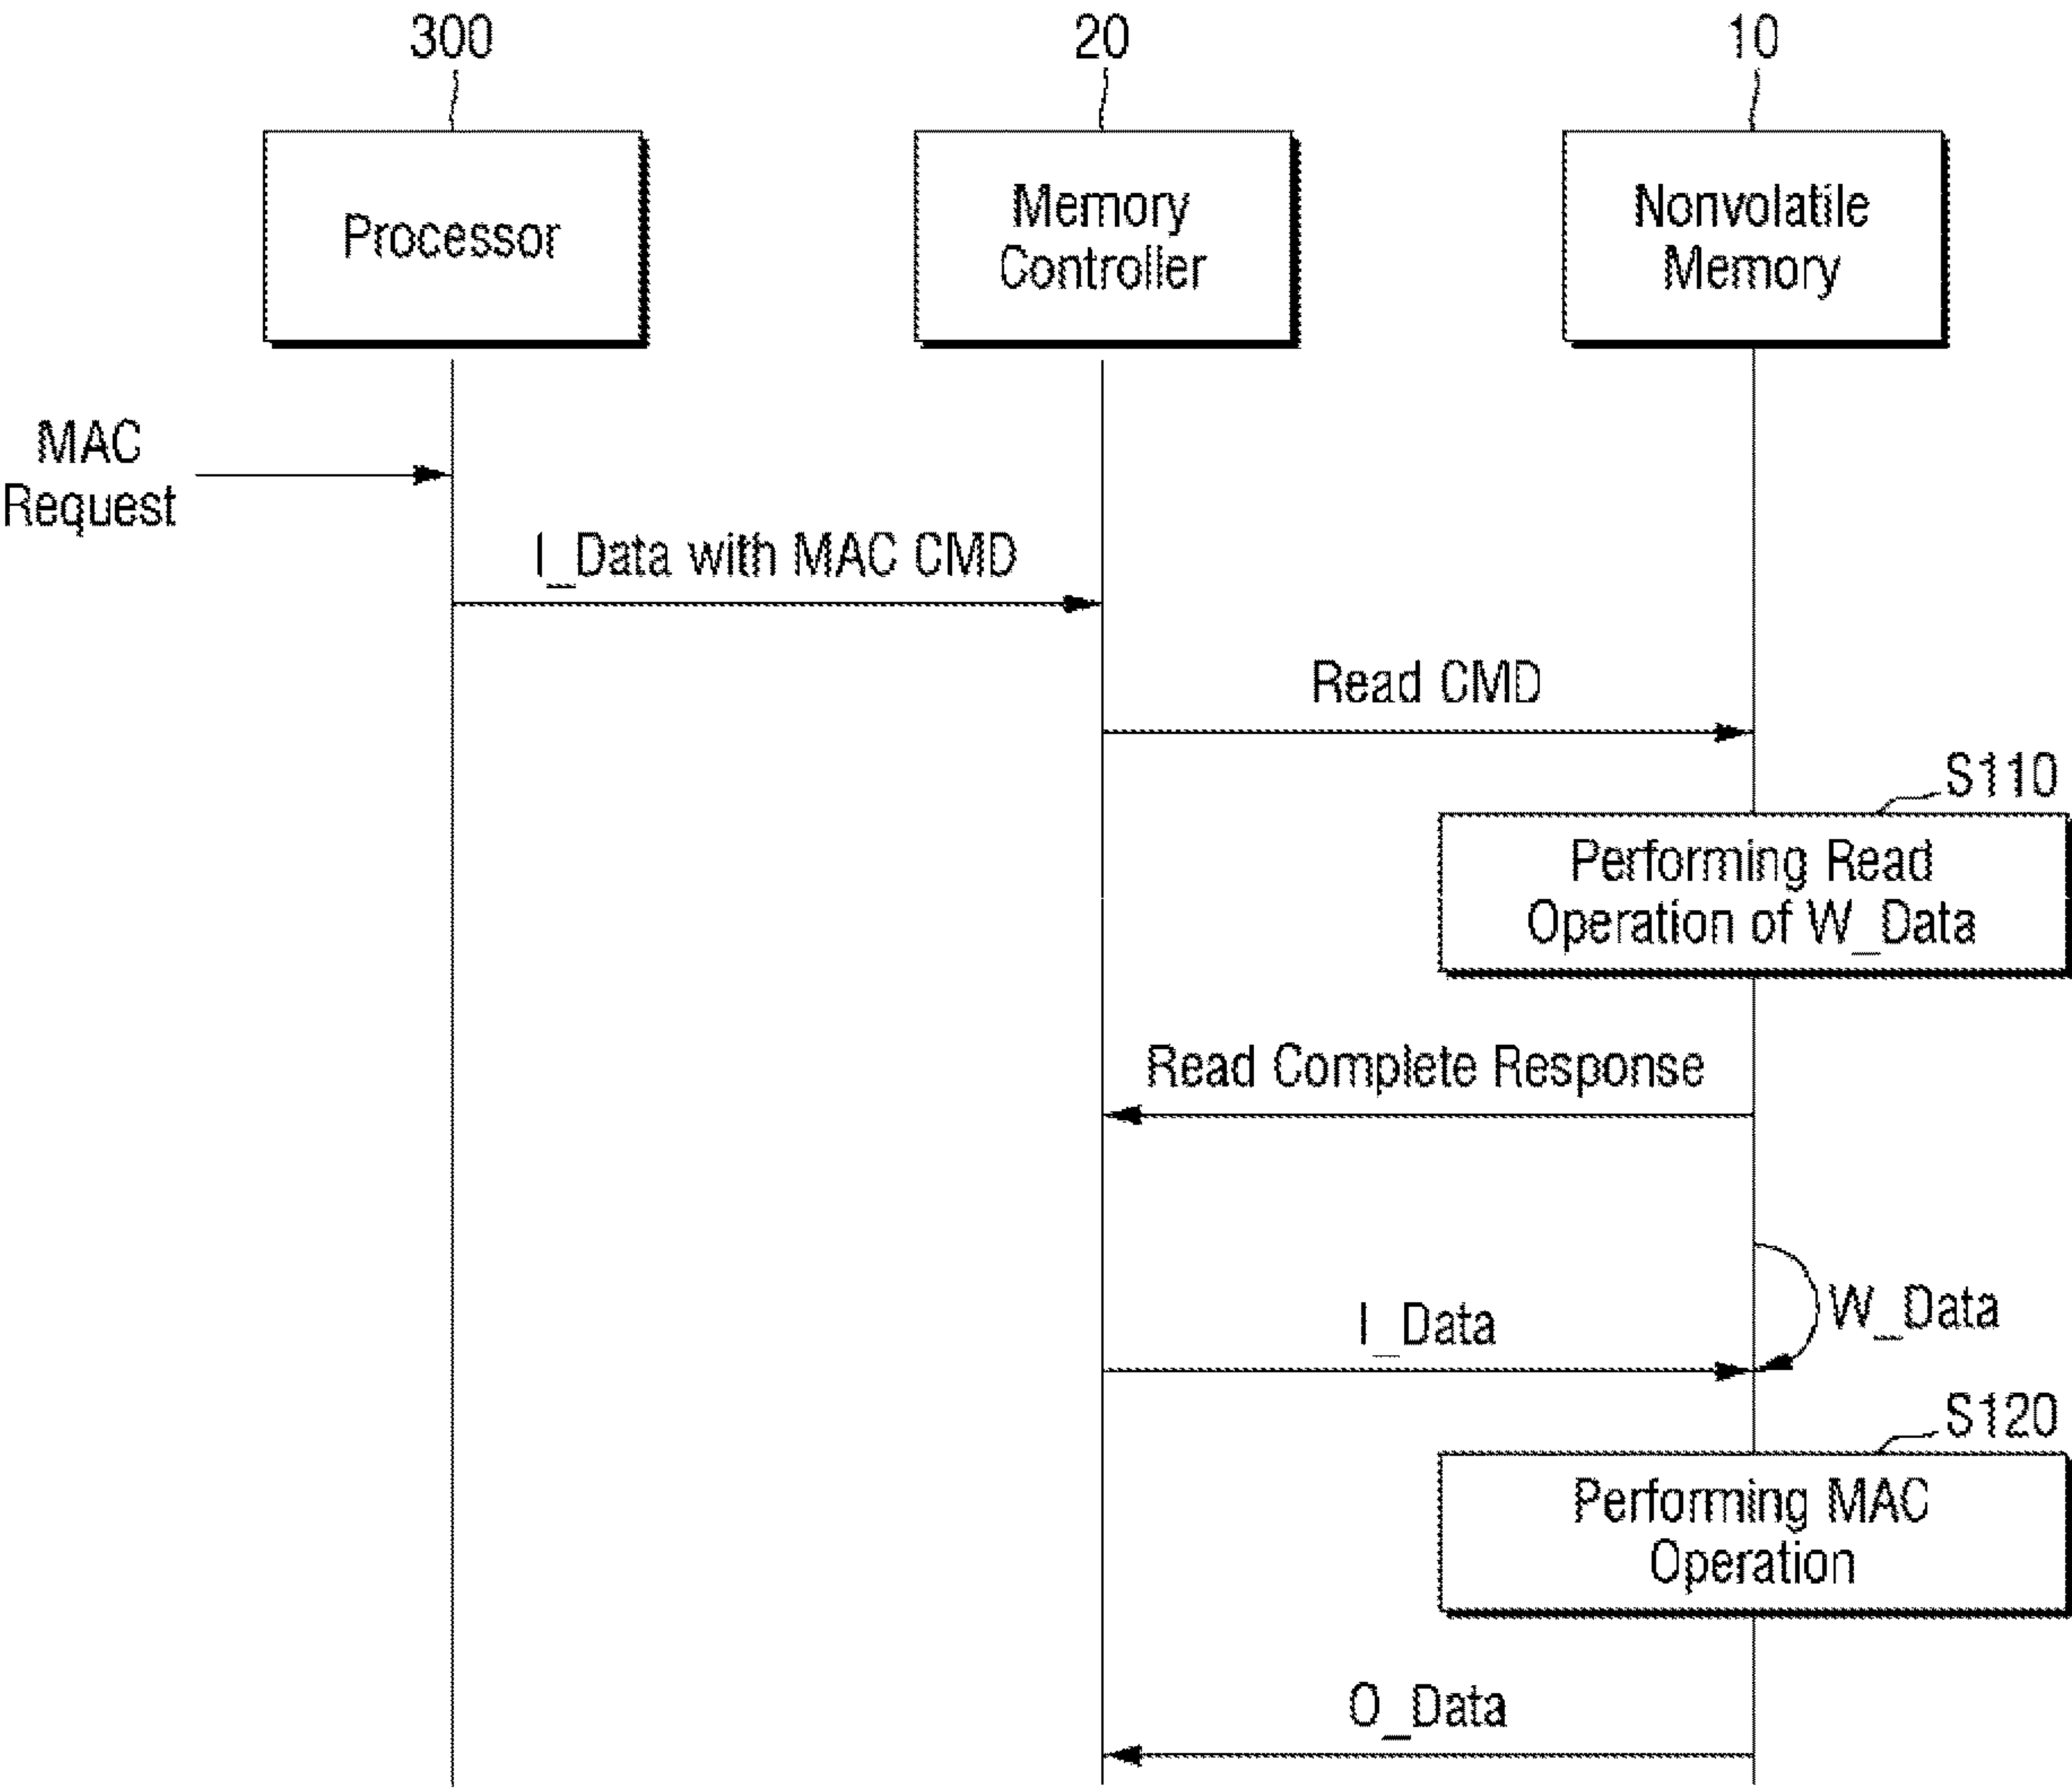 300
20
10
Processor
Memory
Controller
Nonvolatile
Memory
MAC
Request
I_Data with MAC CMD
Read CMD
S110
Performing Read
Operation of W_Data
Read Complete Response
W_Data
I_Data
S120
Performing MAC
Operation
O_Data